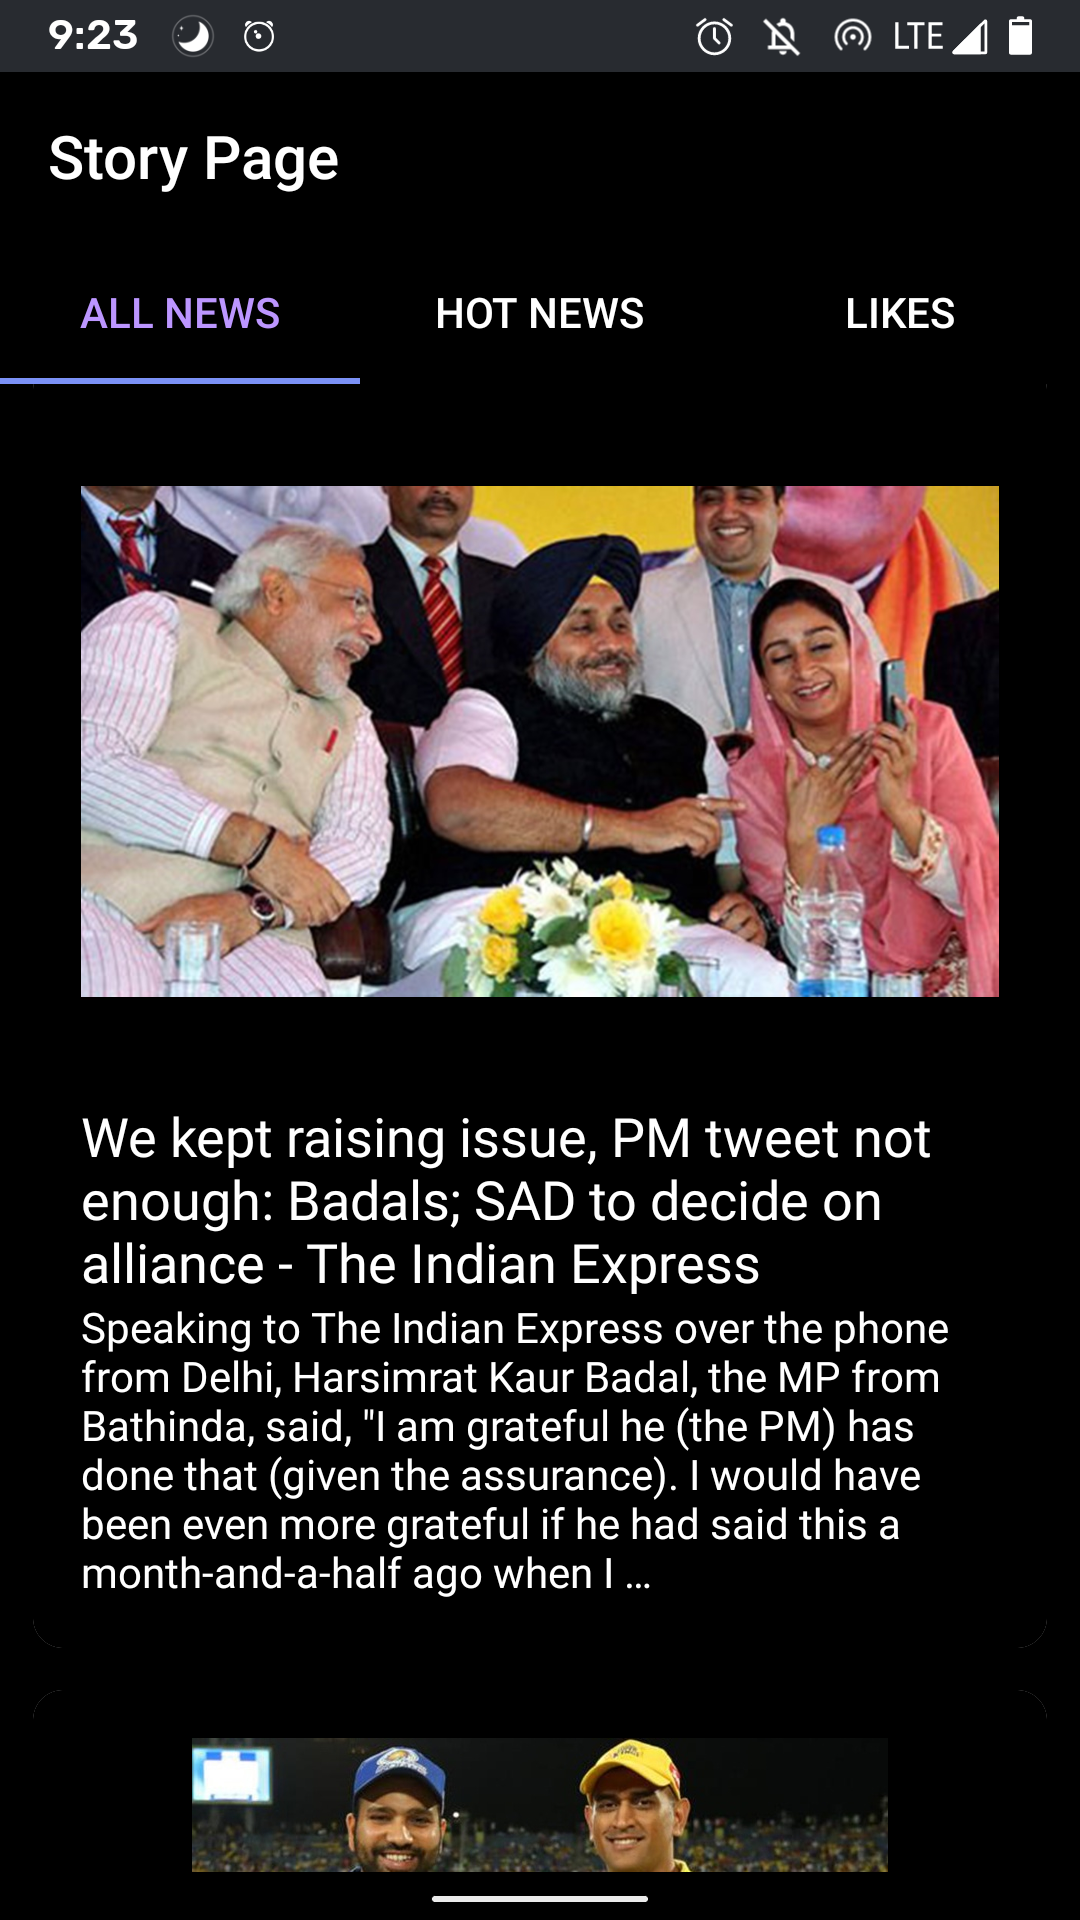 9:23
LTE
Story Page
ALL NEWS
HOT NEWS
LIKES
We kept raising issue, PM tweet not
enough: Badals; SAD to decide on
alliance - The Indian Express
Speaking to The Indian Express over the phone
from Delhi, Harsimrat Kaur Badal, the MP from
Bathinda, said, "I am grateful he (the PM) has
done that (given the assurance). I would have
been even more grateful if he had said this a
month-and-a-half ago when I …